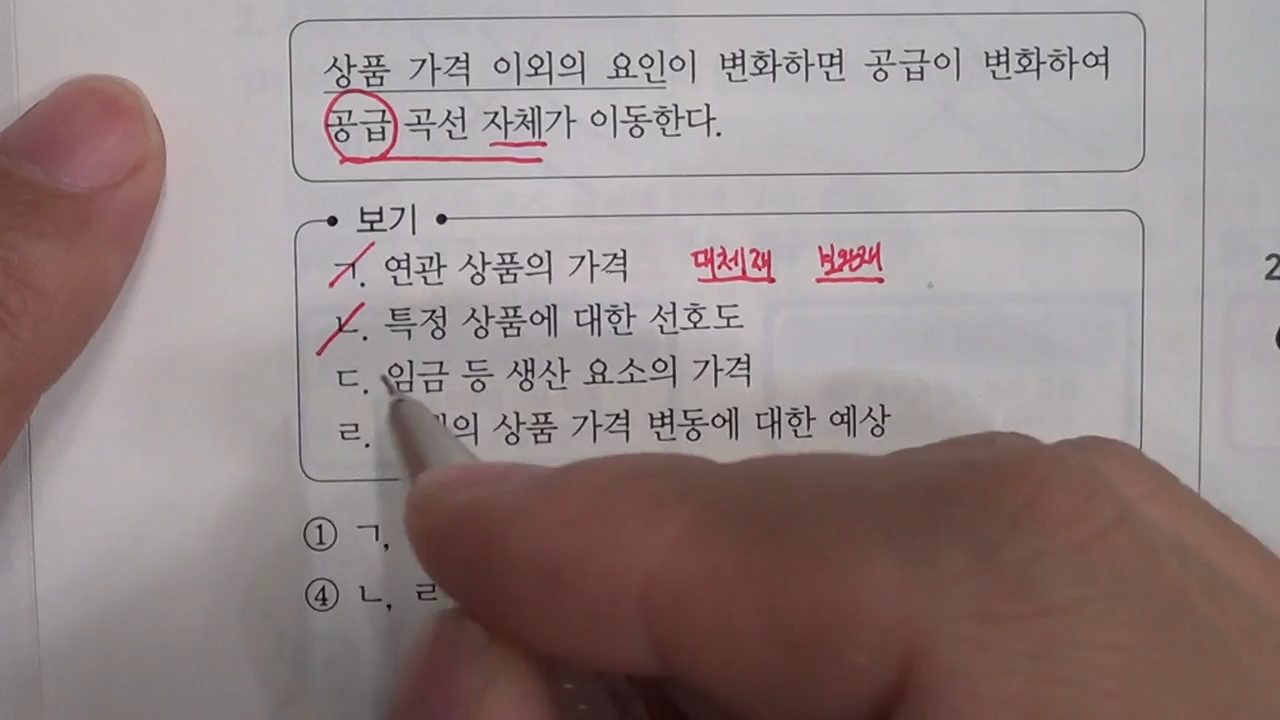 상품 가격 이외의 요인이 변화하면 공급이 변화하여
공급 곡선 자체가 이동한다.
보기
ㄱ. 연관 상품의 가격 대체재 보완재
ㄴ. 특정 상품에 대한 선호도
ㄷ. 임금 등 생산 요소의 가격
ㄹ. 상품 가격 변동에 대한 예상
① ㄱ,
④ ㄴ, ㄹ
2